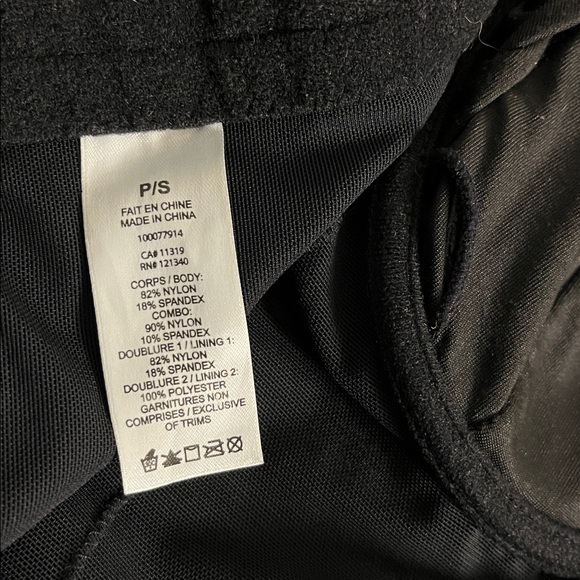 P/S
FAIT EN CHINE
MADE IN CHINA
100077914
CA# 11319
RN# 121340
CORPS / BODY:
82% NYLON
18% SPANDEX
COMBO:
90% NYLON
10% SPANDEX
DOUBLURE 1 / LINING 1:
82% NYLON
18% SPANDEX
DOUBLURE 2 / LINING 2:
100% POLYESTER
GARNITURES NON
COMPRISES / EXCLUSIVE
OF TRIMS